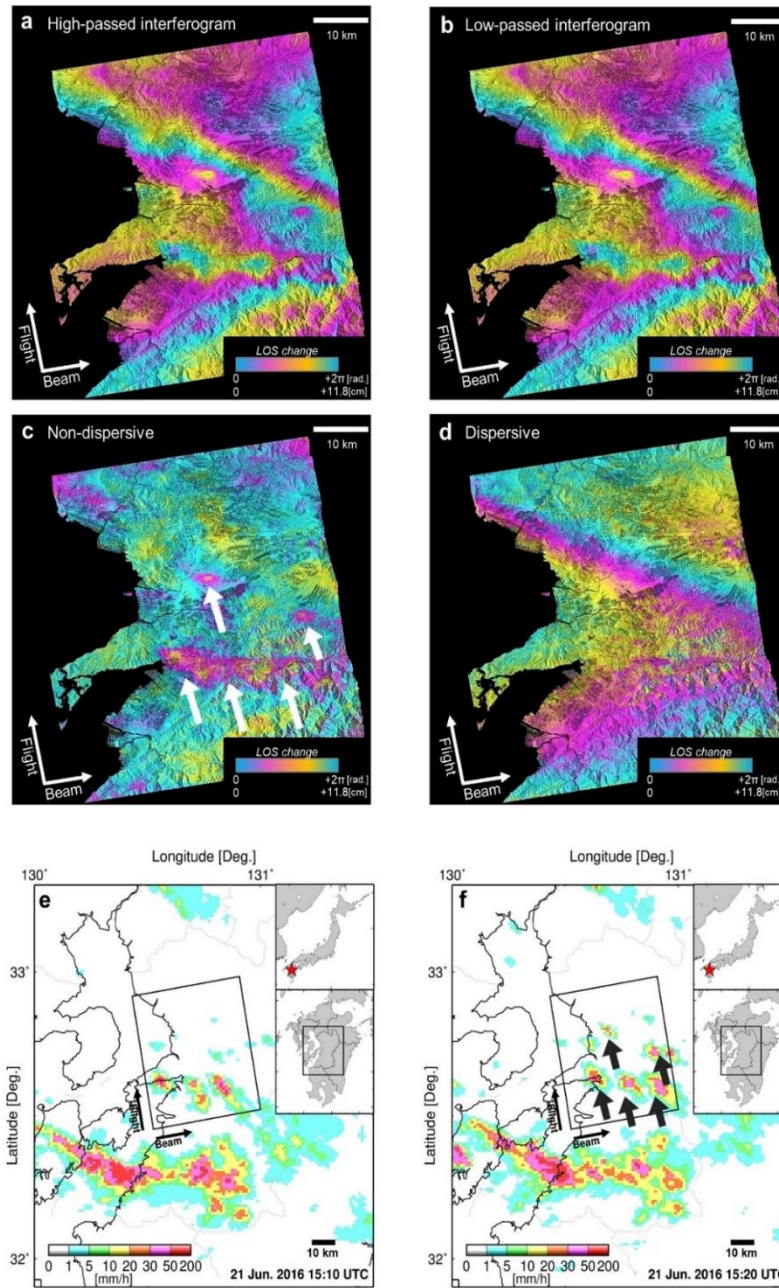 a High-passed interferogram
10 km
Flight
Beam
LOS change
0 +2π [rad.]
0 +11.8[cm]
b Low-passed interferogram
10 km
Flight
Beam
LOS change
0 +2π [rad.]
0 +11.8[cm]
c Non-dispersive
10 km
Flight
Beam
LOS change
0 +2π [rad.]
0 +11.8[cm]
d Dispersive
10 km
Flight
Beam
LOS change
0 +2π [rad.]
0 +11.8[cm]
Longitude [Deg.]
130 131
e
Latitude [Deg.]
33
32
Flight
Beam
0 1 5 10 20 30 50 200
[mm/h]
10 km
21 Jun. 2016 15:10 UTC
Longitude [Deg.]
130 131
f
Latitude [Deg.]
33
32
Flight
Beam
0 1 5 10 20 30 50 200
[mm/h]
10 km
21 Jun. 2016 15:20 UTC